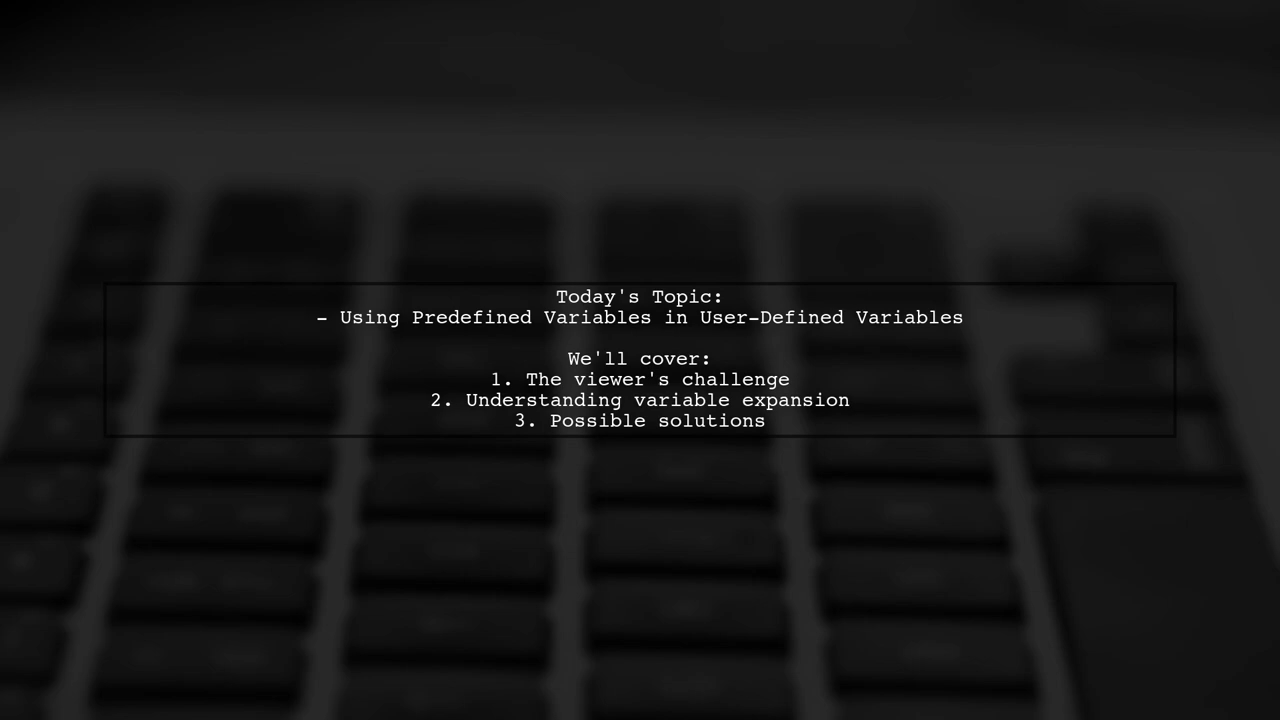 Today's Topic:
- Using Predefined Variables in User-Defined Variables
We'll cover:
1. The viewer's challenge
2. Understanding variable expansion
3. Possible solutions